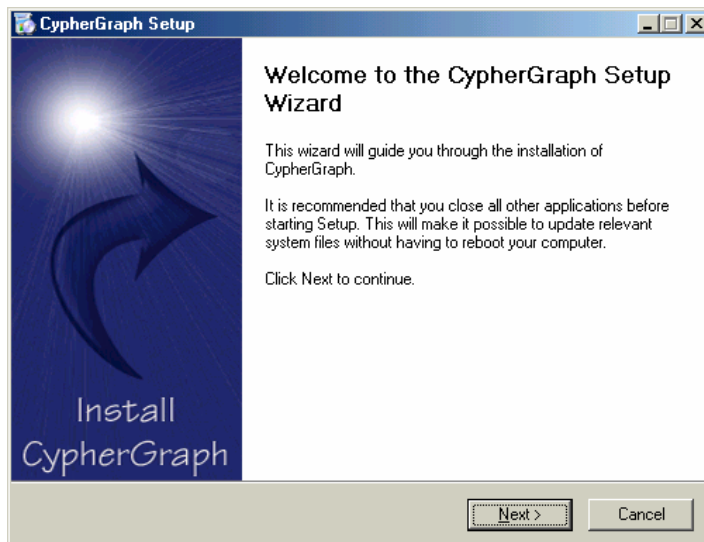 CypherGraph Setup
Welcome to the CypherGraph Setup
Wizard
This wizard will guide you through the installation of
CypherGraph.
It is recommended that you close all other applications before
starting Setup. This will make it possible to update relevant
system files without having to reboot your computer.
Click Next to continue.
Install
CypherGraph
Next >
Cancel